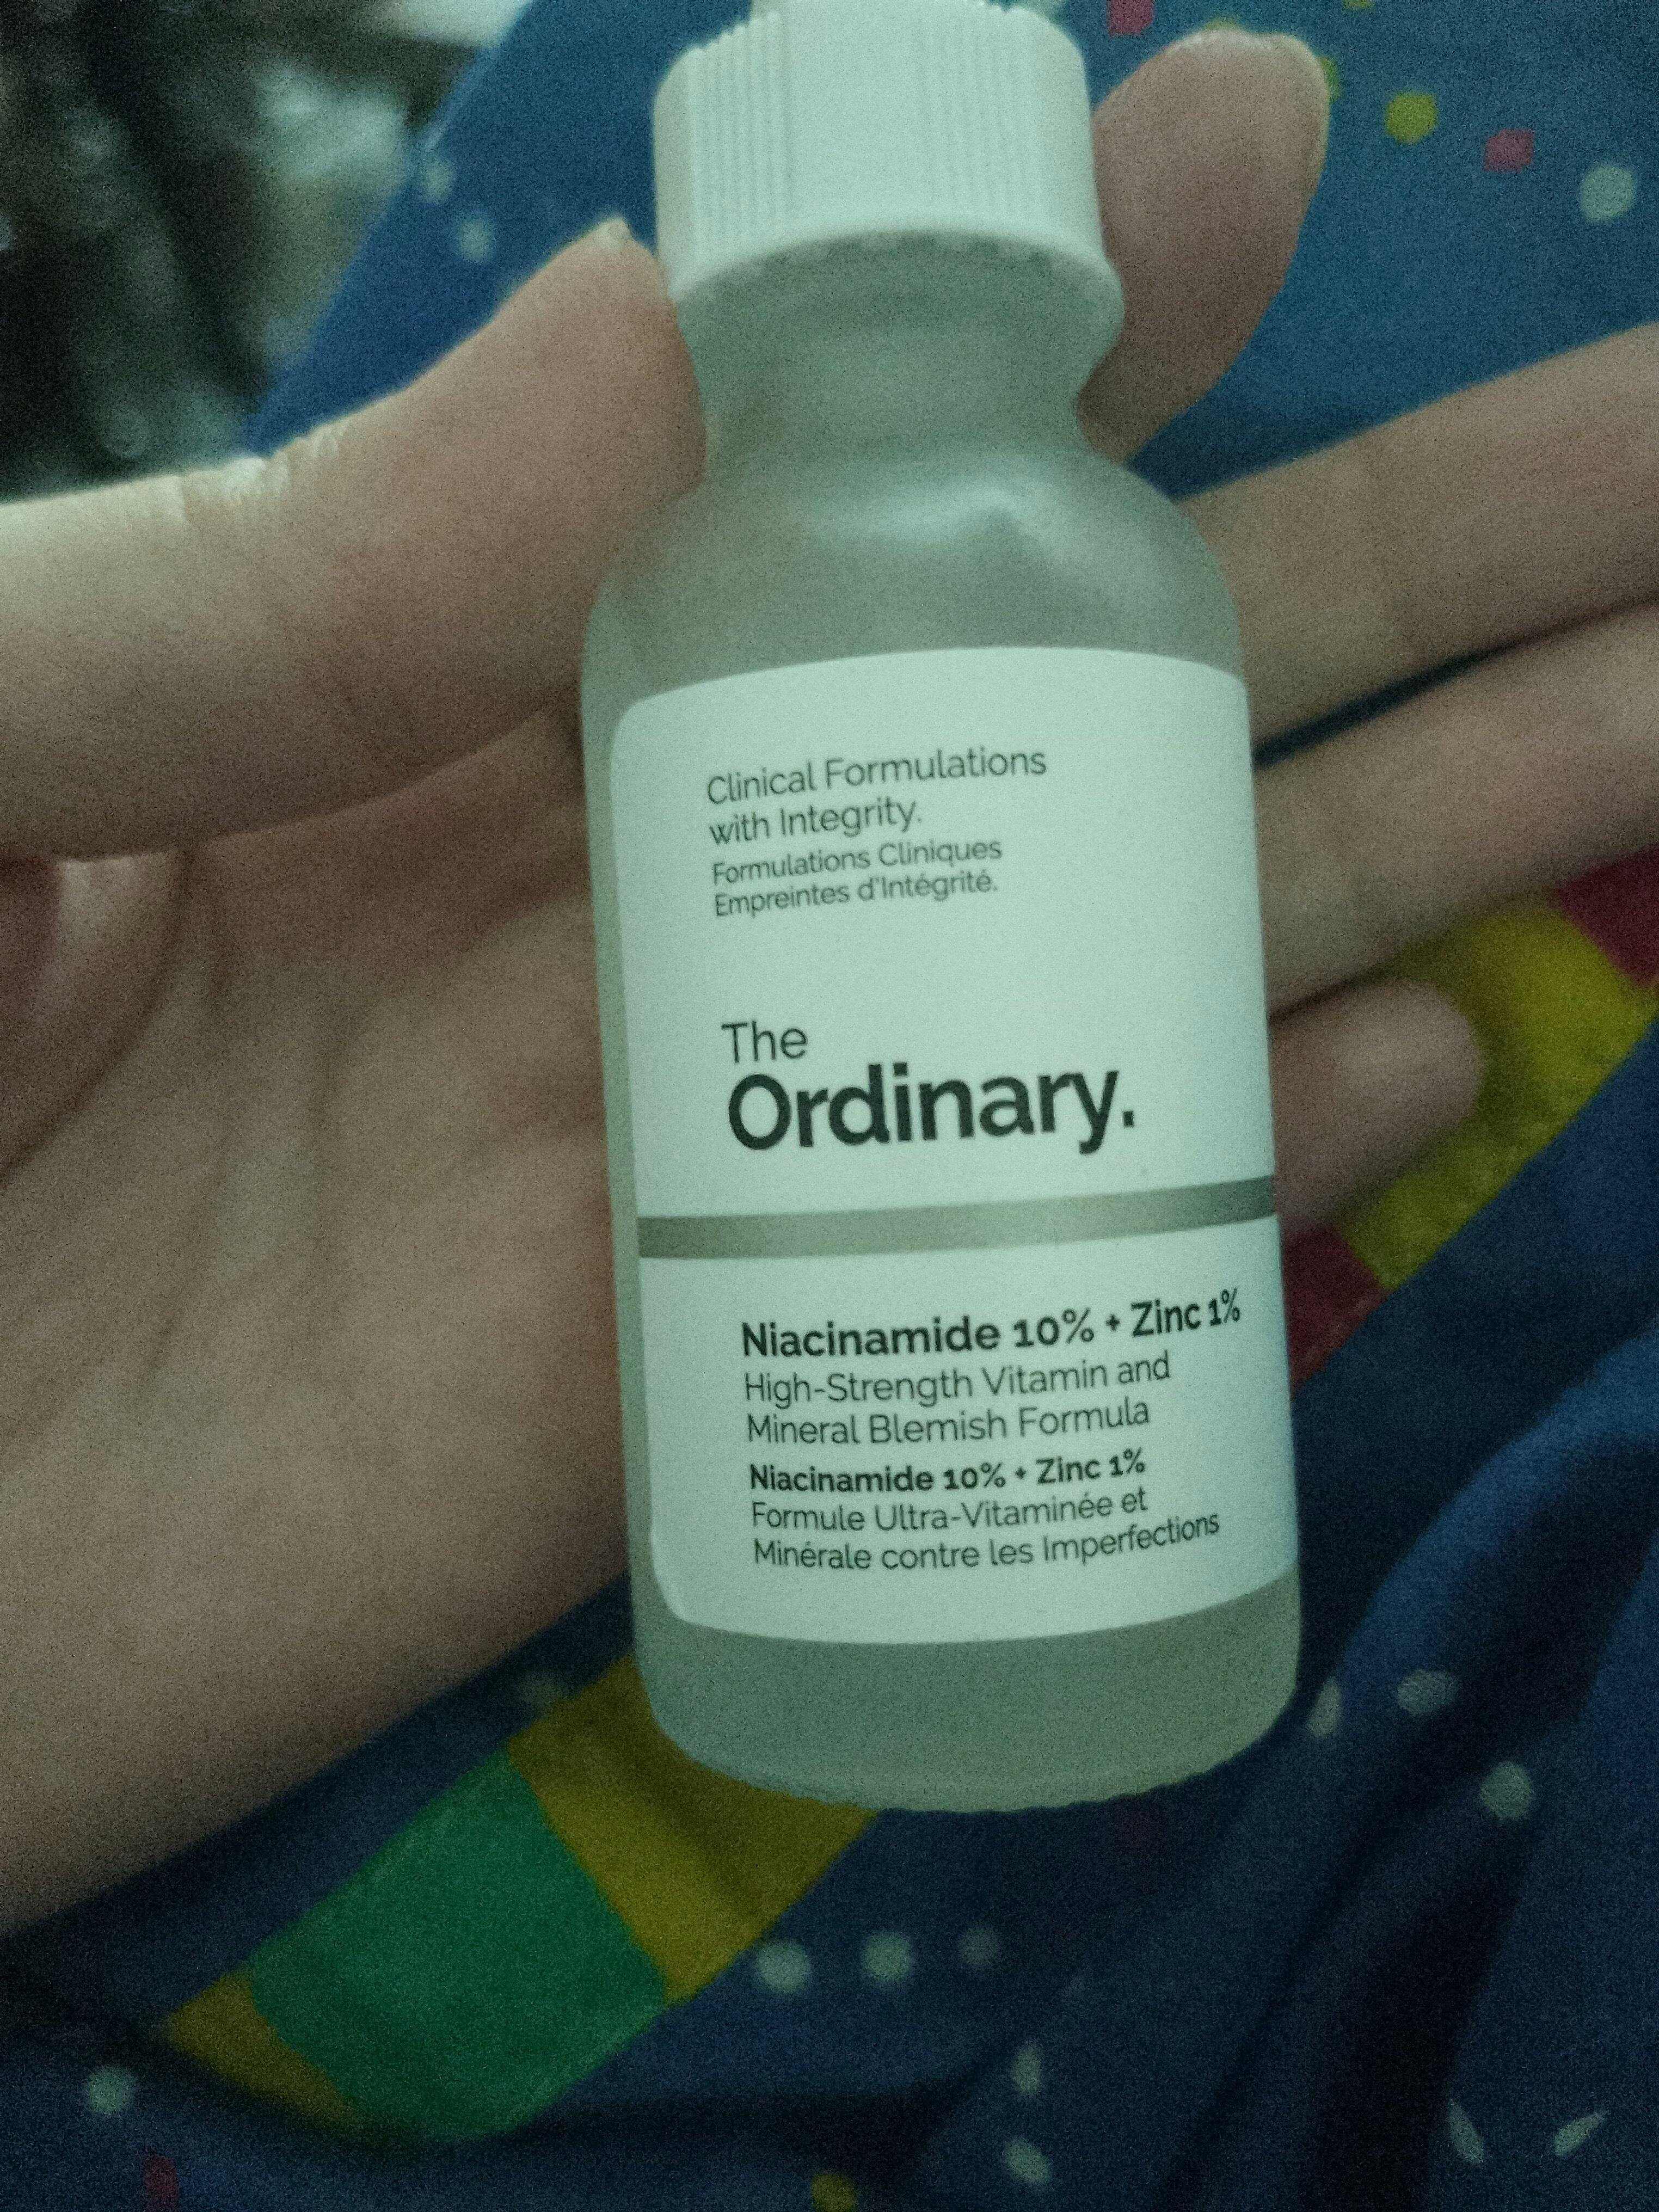 Clinical Formulations
with Integrity.
Formulations Cliniques
Empreintes d'Intégrité.
The
Ordinary.
Niacinamide 10% + Zinc 1%
High-Strength Vitamin and
Mineral Blemish Formula
Niacinamide 10% + Zinc 1%
Formule Ultra-Vitaminée et
Minérale contre les Imperfections